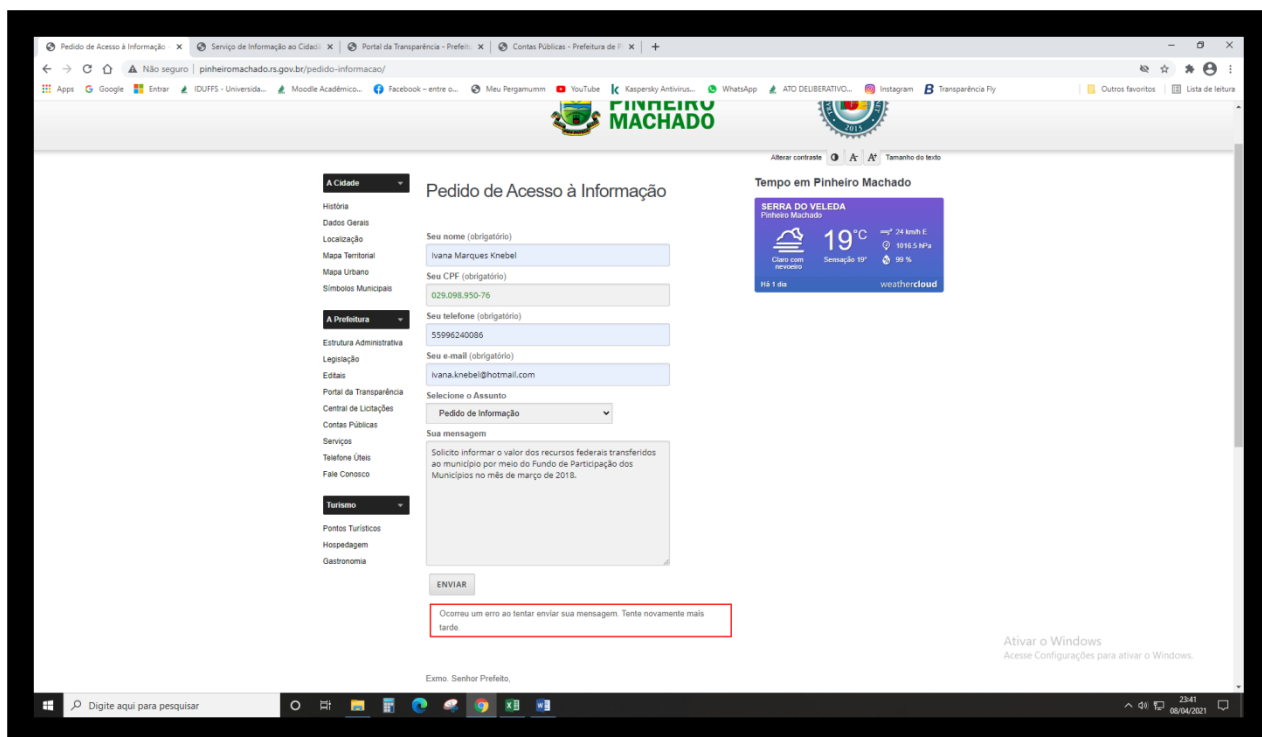 Pedido de Acesso à Informação
Serviço de Informação ao Cidadã
Portal da Transparência - Prefeit
Contas Públicas - Prefeitura de P
Não seguro | pinheiromachado.rs.gov.br/pedido-informacao/
Apps Google Entrar IDUFFS - Universida... Moodle Acadêmico... Facebook – entre o... Meu Pergamumm YouTube Kaspersky Antivirus... WhatsApp ATO DELIBERATIVO... Instagram Transparência Fly Outros favoritos Lista de leitura
PINHEIRO
MACHADO
2015
Alterar contraste A- A+ Tamanho do texto
A Cidade
História
Dados Gerais
Localização
Mapa Territorial
Mapa Urbano
Símbolos Municipais
A Prefeitura
Estrutura Administrativa
Legislação
Editais
Portal da Transparência
Central de Licitações
Contas Públicas
Serviços
Telefone Úteis
Fale Conosco
Turismo
Pontos Turísticos
Hospedagem
Gastronomia
Pedido de Acesso à Informação
Seu nome (obrigatório)
Ivana Marques Knebel
Seu CPF (obrigatório)
029.098.950-76
Seu telefone (obrigatório)
55996240086
Seu e-mail (obrigatório)
ivana.knebel@hotmail.com
Selecione o Assunto
Pedido de Informação
Sua mensagem
Solicito informar o valor dos recursos federais transferidos
ao município por meio do Fundo de Participação dos
Municípios no mês de março de 2018.
ENVIAR
Ocorreu um erro ao tentar enviar sua mensagem. Tente novamente mais
tarde.
Exmo. Senhor Prefeito,
Tempo em Pinheiro Machado
SERRA DO VELEDA
Pinheiro Machado
19°C
Claro com
nevoeiro
Sensação 19°
24 km/h E
1016.5 hPa
99 %
Há 1 dia
weathercloud
Ativar o Windows
Acesse Configurações para ativar o Windows.
Digite aqui para pesquisar
23:41
08/04/2021